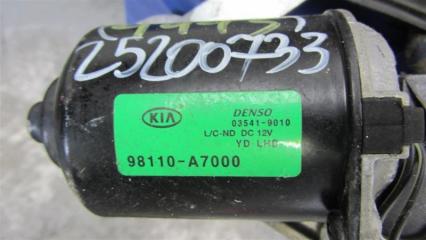 25200733
KIA
DENSO
03541-9010
L/C-ND DC 12V
YD LHD
98110-A7000